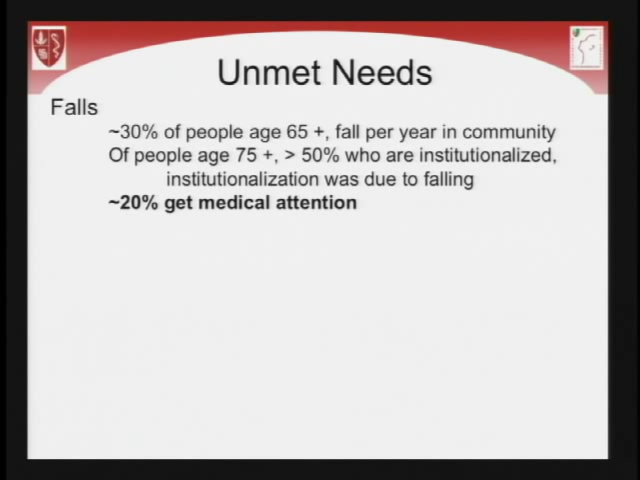 Unmet Needs
Falls
~30% of people age 65 +, fall per year in community
Of people age 75 +, > 50% who are institutionalized,
institutionalization was due to falling
~20% get medical attention